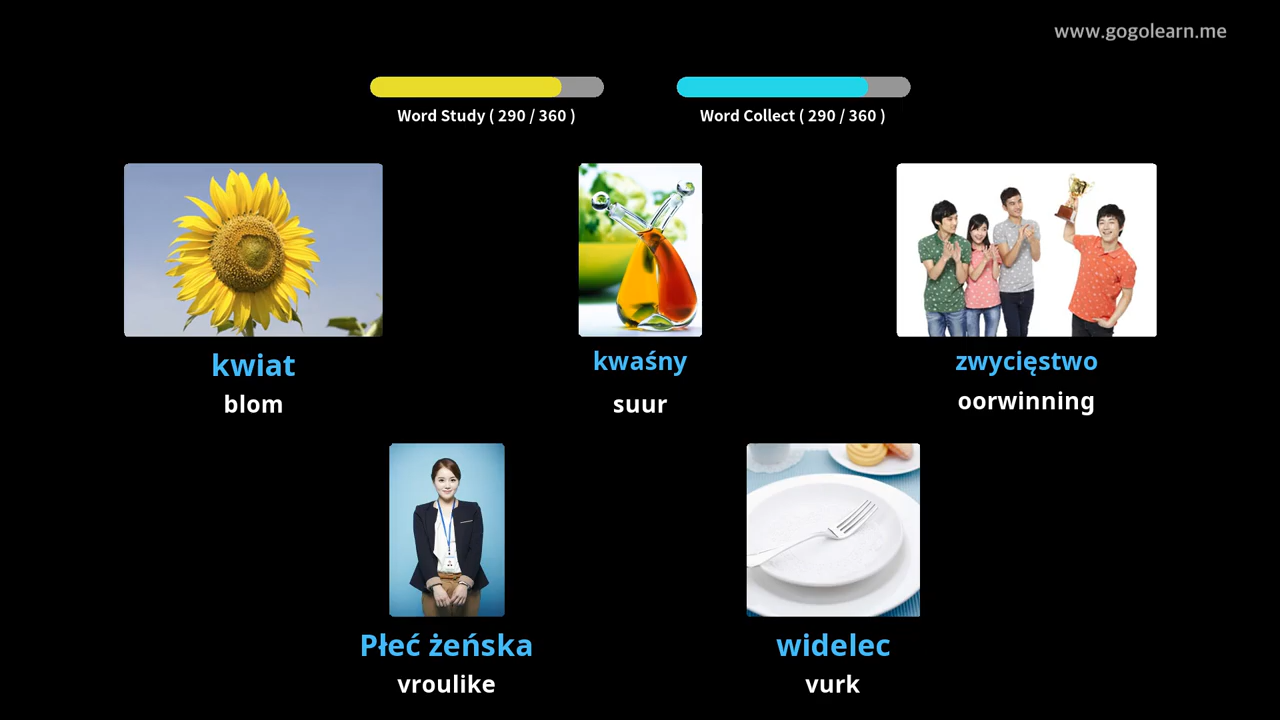 www.gogolearn.me
Word Study ( 290 / 360 )
Word Collect ( 290 / 360 )
kwiat
blom
kwaśny
suur
zwycięstwo
oorwinning
Płeć żeńska
vroulike
widelec
vurk